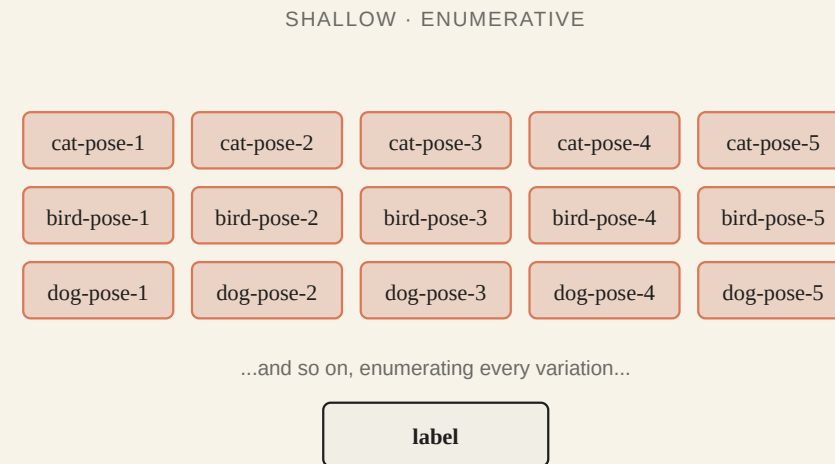 SHALLOW · ENUMERATIVE
cat-pose-1 cat-pose-2 cat-pose-3 cat-pose-4 cat-pose-5
bird-pose-1 bird-pose-2 bird-pose-3 bird-pose-4 bird-pose-5
dog-pose-1 dog-pose-2 dog-pose-3 dog-pose-4 dog-pose-5
...and so on, enumerating every variation...
label